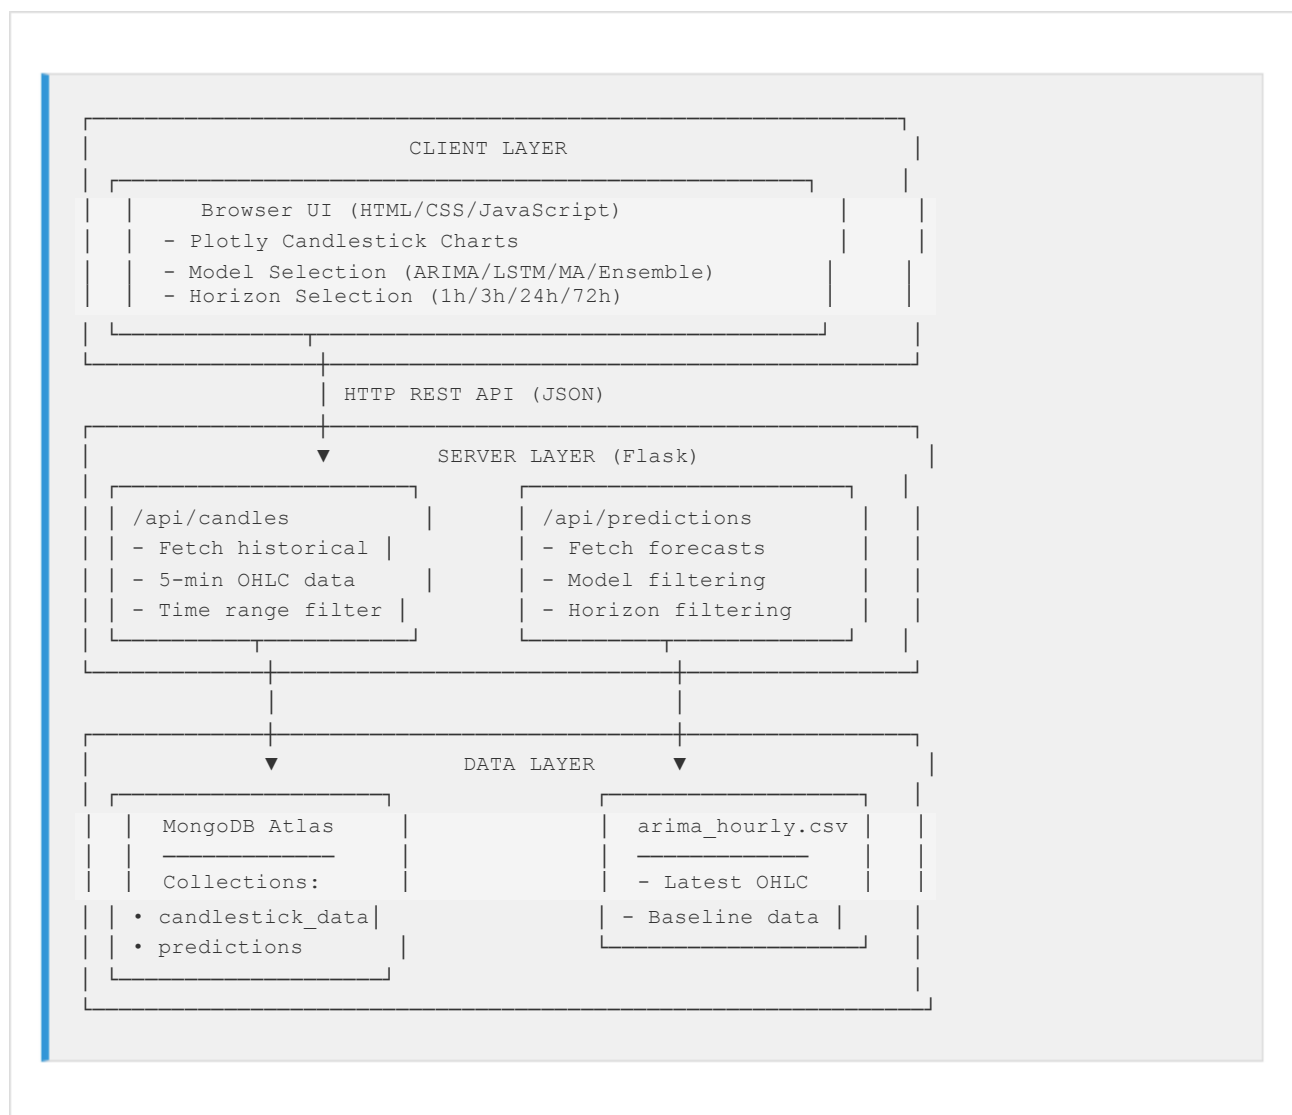 CLIENT LAYER
Browser UI (HTML/CSS/JavaScript)
- Plotly Candlestick Charts
- Model Selection (ARIMA/LSTM/MA/Ensemble)
- Horizon Selection (1h/3h/24h/72h)
HTTP REST API (JSON)
▼ SERVER LAYER (Flask)
/api/candles /api/predictions
- Fetch historical - Fetch forecasts
- 5-min OHLC data - Model filtering
- Time range filter - Horizon filtering
▼ DATA LAYER ▼
MongoDB Atlas arima_hourly.csv
Collections: - Latest OHLC
• candlestick_data - Baseline data
• predictions